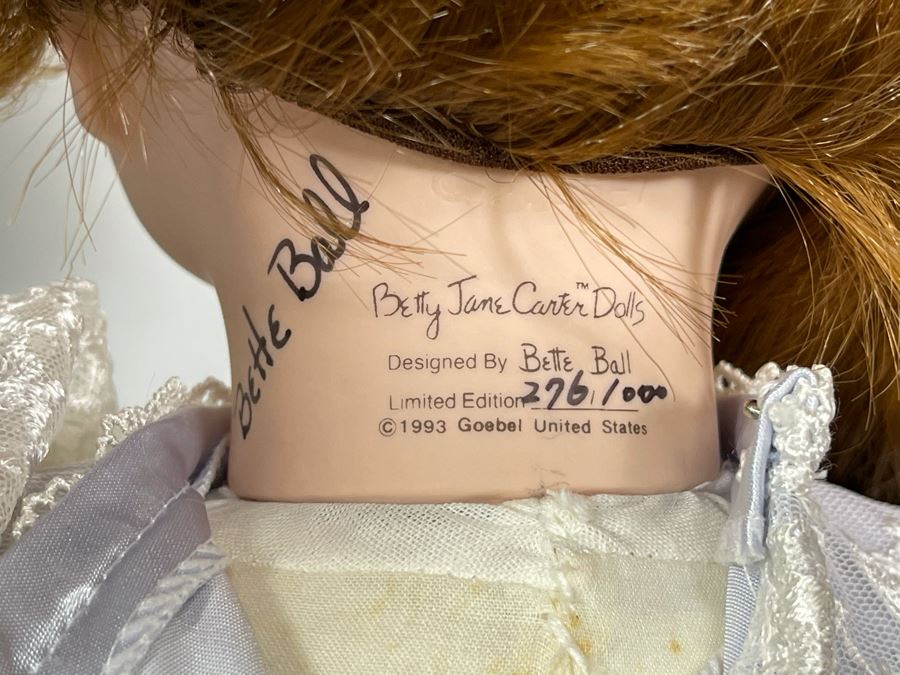 Bette Ball
Betty Jane Carter™ Dolls
Designed By Bette Ball
Limited Edition 276/1000
©1993 Goebel United States